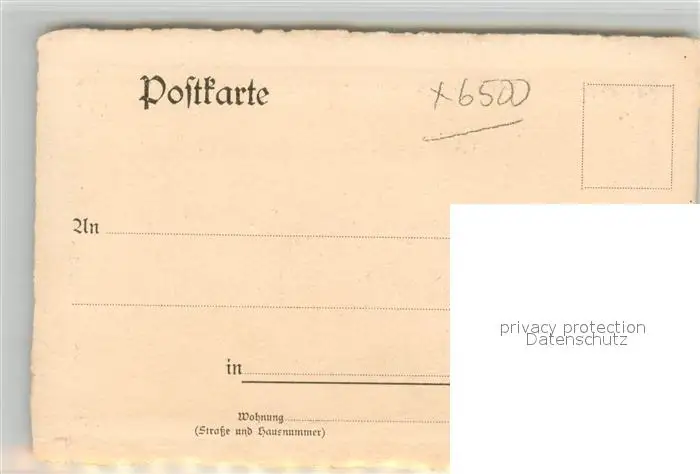 Postkarte
x6500
An
in
Wohnung
(Straße und Hausnummer)
privacy protection
Datenschutz